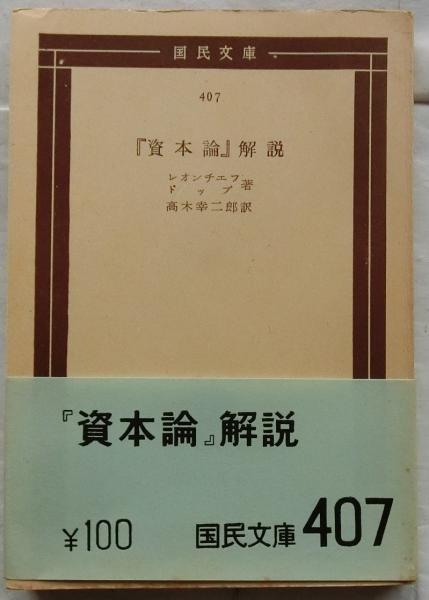 国民文庫
407
『資本論』解説
レオンチエフ
ドッブ 著
高木幸二郎訳
『資本論』解説
¥100 国民文庫 407